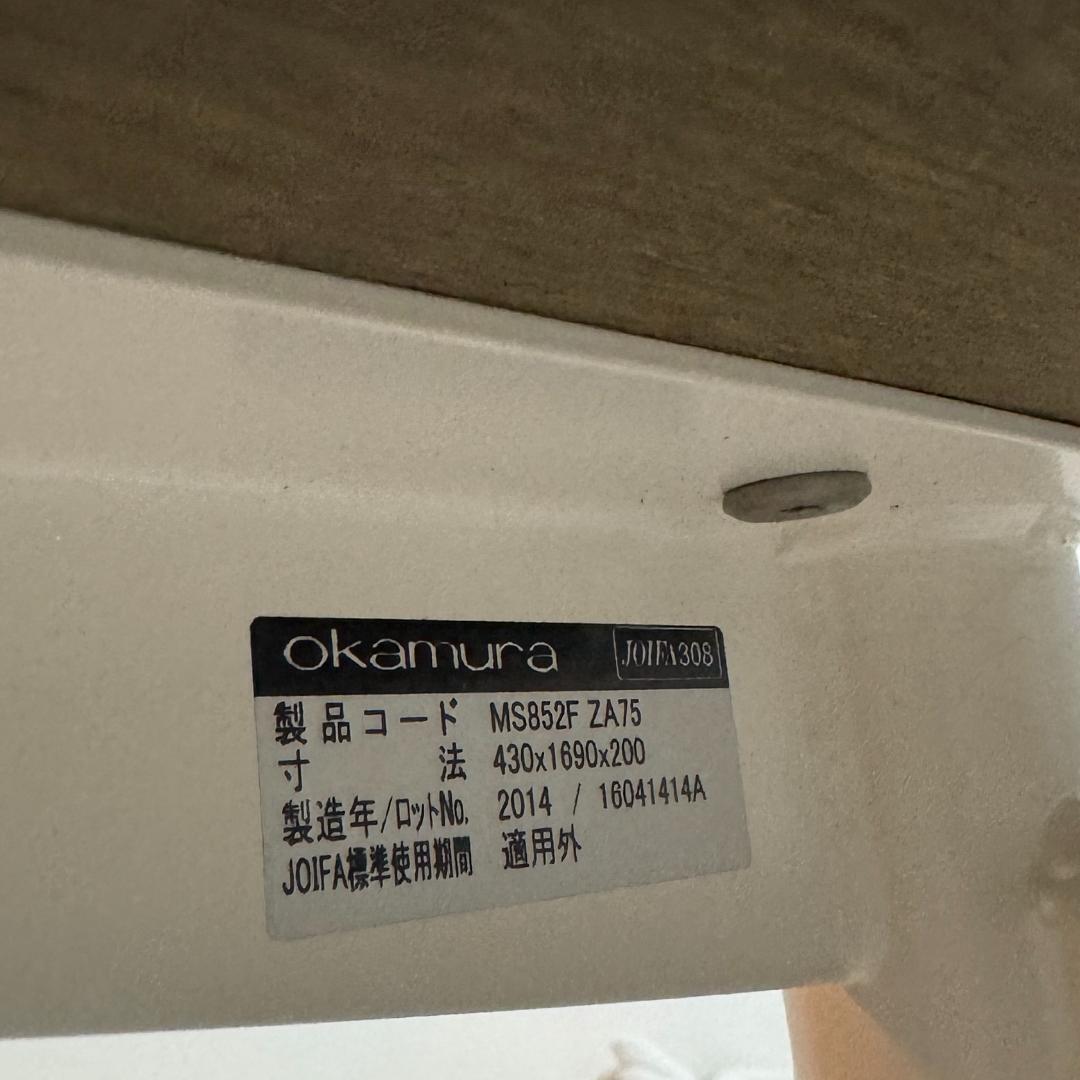 okamura JOIFA308
製品コード MS852F ZA75
寸法 430x1690x200
製造年/ロットNo. 2014 / 16041414A
JOIFA標準使用期間 適用外